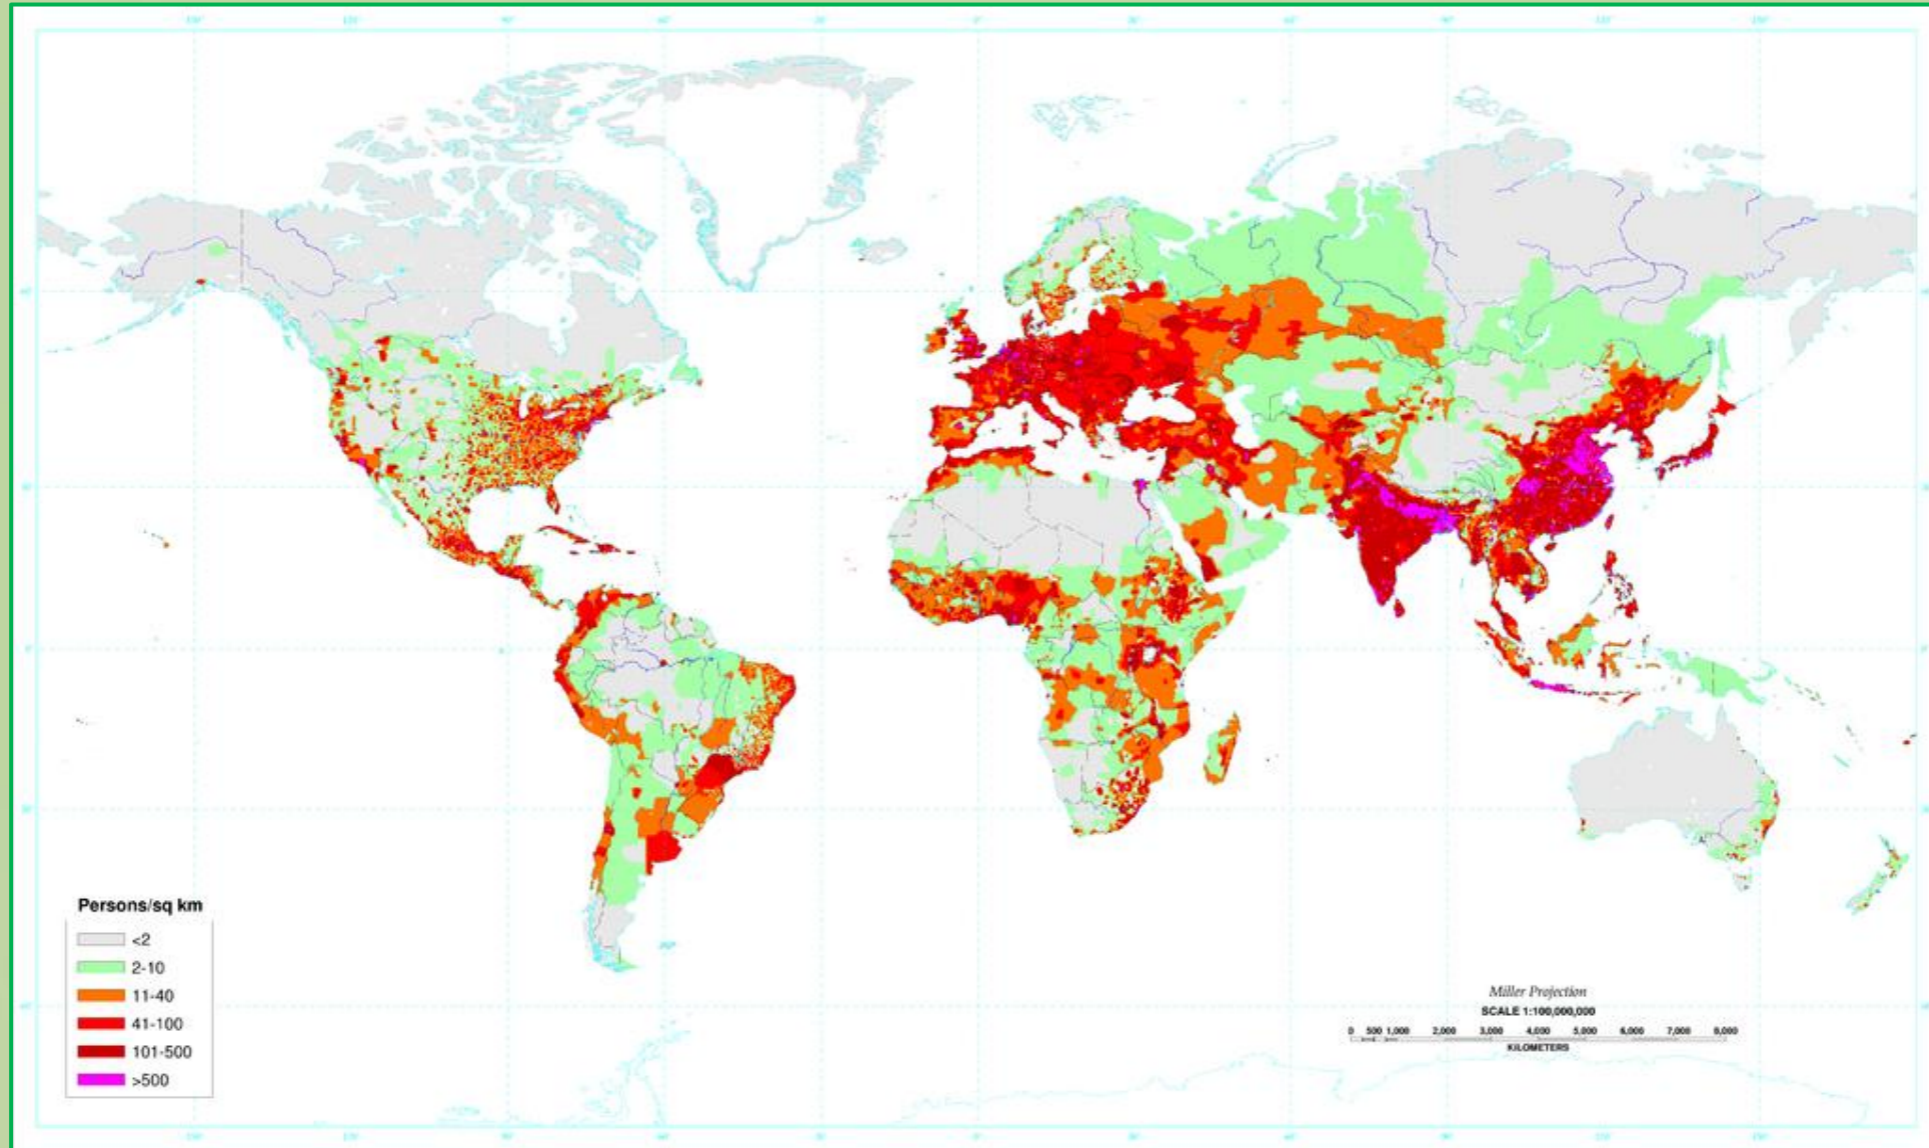 Persons/sq km
<2
2-10
11-40
41-100
101-500
>500
Miller Projection
SCALE 1:100,000,000
0 500 1,000 2,000 3,000 4,000 5,000 6,000 7,000 8,000
KILOMETERS